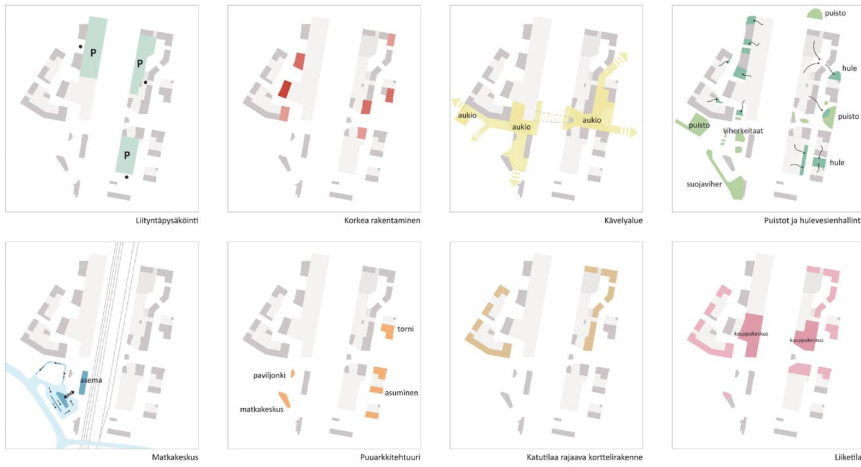 P
P
P
Liityntäpysäköinti
Korkea rakentaminen
aukio
aukio
aukio
Kävelyalue
puisto
hule
puisto
puisto
viherkeitaat
hule
suojaviher
Puistot ja hulevesienhallint
asema
Matkakeskus
torni
paviljonki
asuminen
matkakeskus
Puuarkkitehtuuri
Katutilaa rajaava korttelirakenne
kauppakeskus
kauppakeskus
Liiketila